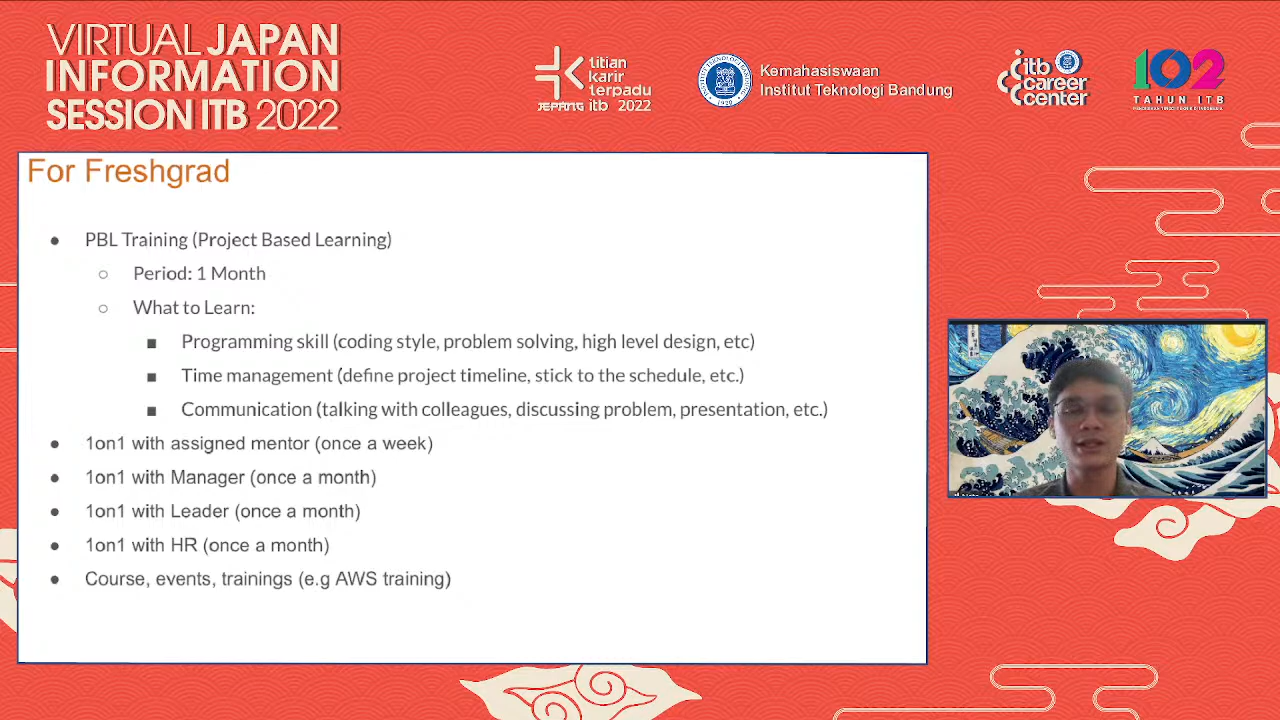 VIRTUAL JAPAN
INFORMATION
SESSION ITB 2022
titian
karir
terpadu
JEPANG itb 2022
Kemahasiswaan
Institut Teknologi Bandung
itb
career
center
102
TAHUN ITB
For Freshgrad
● PBL Training (Project Based Learning)
○ Period: 1 Month
○ What to Learn:
■ Programming skill (coding style, problem solving, high level design, etc)
■ Time management (define project timeline, stick to the schedule, etc.)
■ Communication (talking with colleagues, discussing problem, presentation, etc.)
● 1on1 with assigned mentor (once a week)
● 1on1 with Manager (once a month)
● 1on1 with Leader (once a month)
● 1on1 with HR (once a month)
● Course, events, trainings (e.g AWS training)